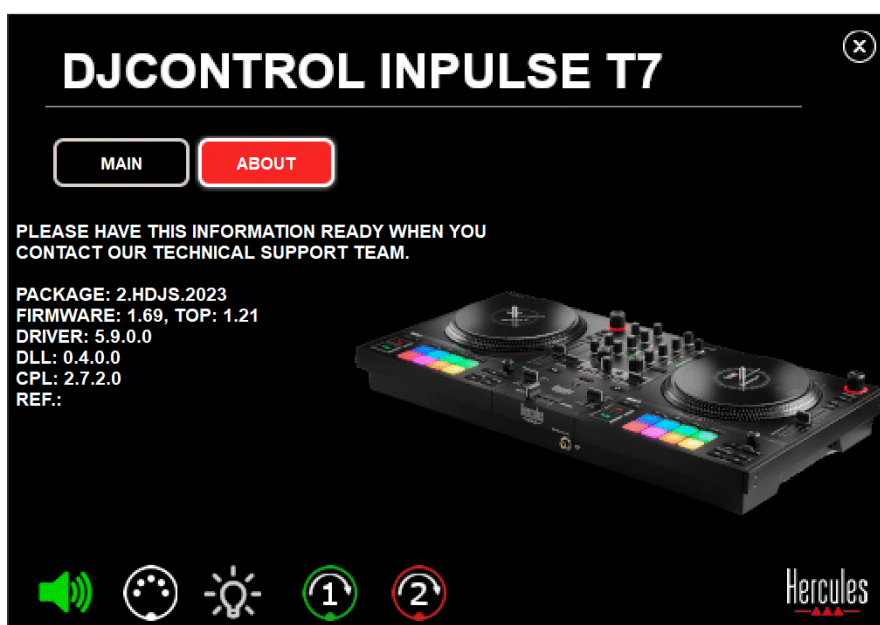 DJCONTROL INPULSE T7
MAIN
ABOUT
PLEASE HAVE THIS INFORMATION READY WHEN YOU
CONTACT OUR TECHNICAL SUPPORT TEAM.
PACKAGE: 2.HDJS.2023
FIRMWARE: 1.69, TOP: 1.21
DRIVER: 5.9.0.0
DLL: 0.4.0.0
CPL: 2.7.2.0
REF.:
1
2
Hercules